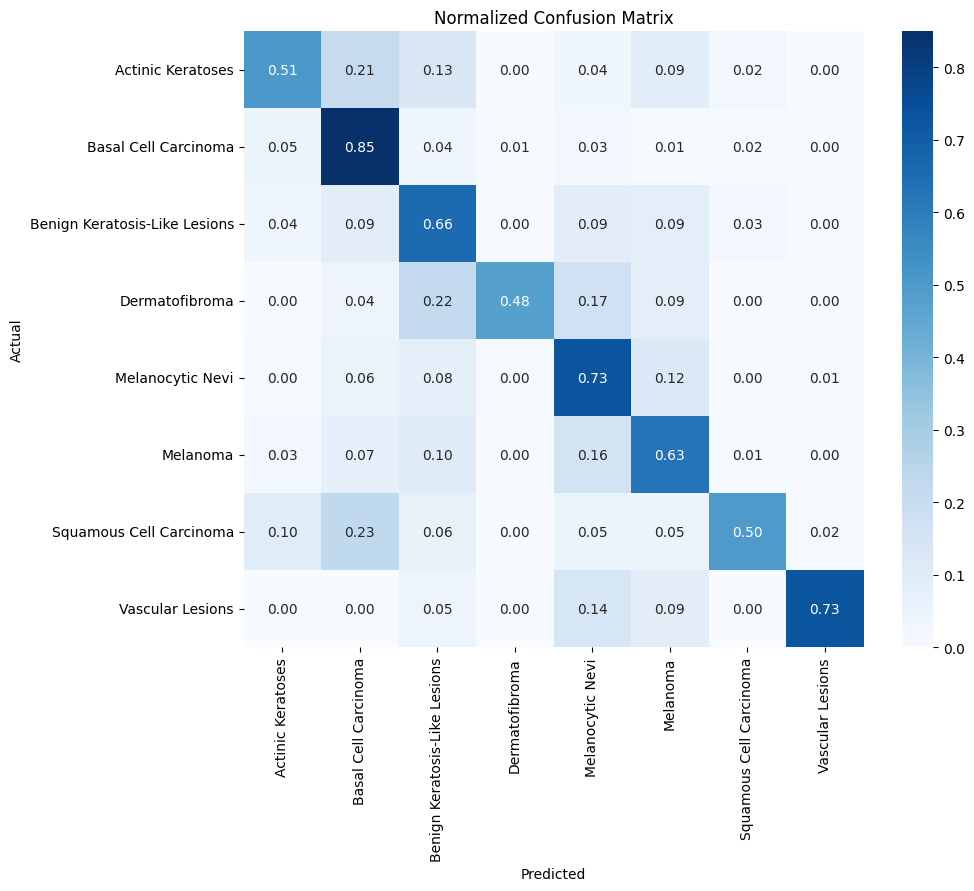 Normalized Confusion Matrix
Actual
Actinic Keratoses 0.51 0.21 0.13 0.00 0.04 0.09 0.02 0.00
Basal Cell Carcinoma 0.05 0.85 0.04 0.01 0.03 0.01 0.02 0.00
Benign Keratosis-Like Lesions 0.04 0.09 0.66 0.00 0.09 0.09 0.03 0.00
Dermatofibroma 0.00 0.04 0.22 0.48 0.17 0.09 0.00 0.00
Melanocytic Nevi 0.00 0.06 0.08 0.00 0.73 0.12 0.00 0.01
Melanoma 0.03 0.07 0.10 0.00 0.16 0.63 0.01 0.00
Squamous Cell Carcinoma 0.10 0.23 0.06 0.00 0.05 0.05 0.50 0.02
Vascular Lesions 0.00 0.00 0.05 0.00 0.14 0.09 0.00 0.73
Actinic Keratoses
Basal Cell Carcinoma
Benign Keratosis-Like Lesions
Dermatofibroma
Melanocytic Nevi
Melanoma
Squamous Cell Carcinoma
Vascular Lesions
Predicted
0.8
0.7
0.6
0.5
0.4
0.3
0.2
0.1
0.0